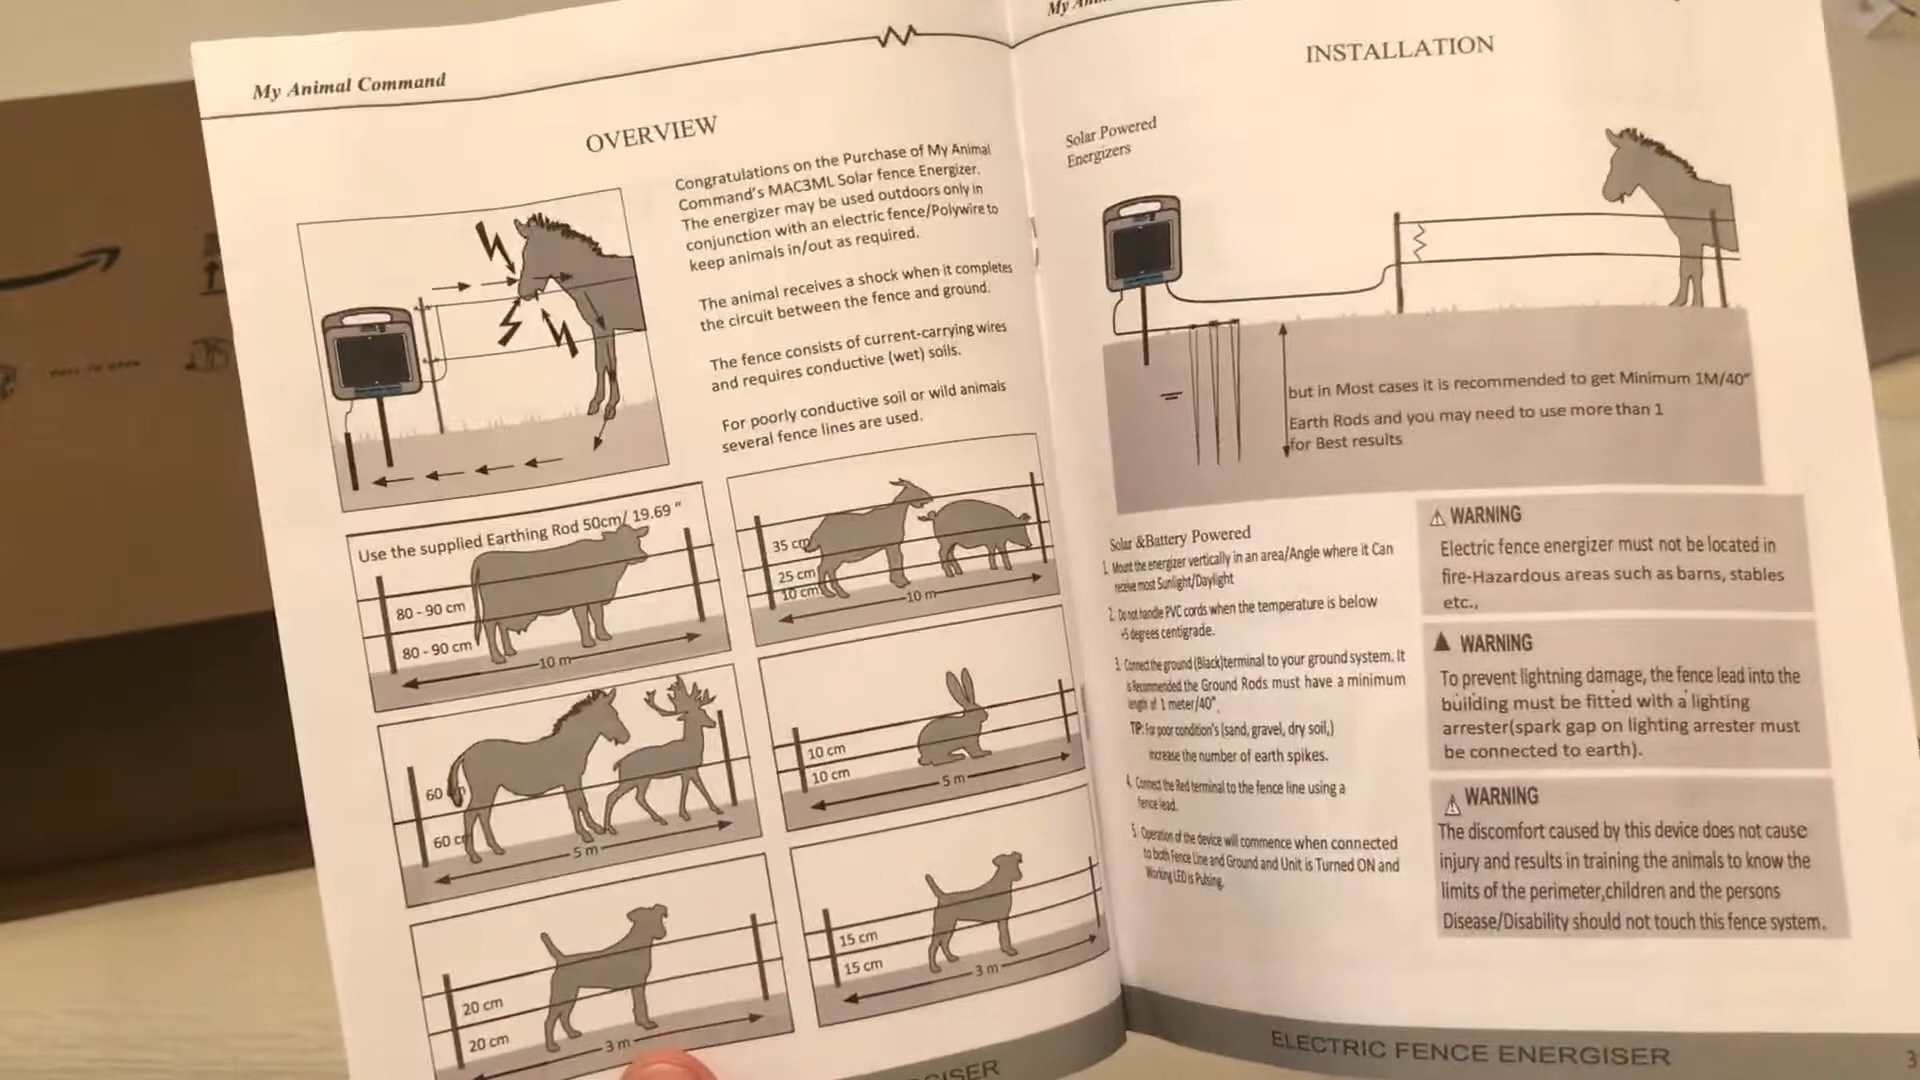 My Animal Command
OVERVIEW
Congratulations on the Purchase of My Animal
Command's MAC3ML Solar fence Energizer.
The energizer may be used outdoors only in
conjunction with an electric fence/Polywire to
keep animals in/out as required.
The animal receives a shock when it completes
the circuit between the fence and ground.
The fence consists of current-carrying wires
and requires conductive (wet) soils.
For poorly conductive soil or wild animals
several fence lines are used.
Use the supplied Earthing Rod 50cm/ 19.69 "
80 - 90 cm
80 - 90 cm
10 m
35 cm
25 cm
10 cm
10 m
60 cm
60 cm
5 m
10 cm
10 cm
5 m
20 cm
20 cm
3 m
15 cm
15 cm
3 m
GISER
My
INSTALLATION
Solar Powered
Energizers
but in Most cases it is recommended to get Minimum 1M/40"
Earth Rods and you may need to use more than 1
for Best results
Solar &Battery Powered
1. Mount the energizer vertically in an area/Angle where it Can
receive most Sunlight/Daylight
2. Do not handle PVC cords when the temperature is below
+5 degrees centigrade.
3. Connect the ground (Black)terminal to your ground system. It
is Recommended the Ground Rods must have a minimum
length of 1 meter/40".
TIP: For poor condition's (sand, gravel, dry soil,)
increase the number of earth spikes.
4. Connect the Red terminal to the fence line using a
fence lead.
5. Operation of the device will commence when connected
to both Fence Line and Ground and Unit is Turned ON and
Working LED is Pulsing.
WARNING
Electric fence energizer must not be located in
fire-Hazardous areas such as barns, stables
etc.,
WARNING
To prevent lightning damage, the fence lead into the
building must be fitted with a lighting
arrester(spark gap on lighting arrester must
be connected to earth).
WARNING
The discomfort caused by this device does not cause
injury and results in training the animals to know the
limits of the perimeter,children and the persons
Disease/Disability should not touch this fence system.
ELECTRIC FENCE ENERGISER
3